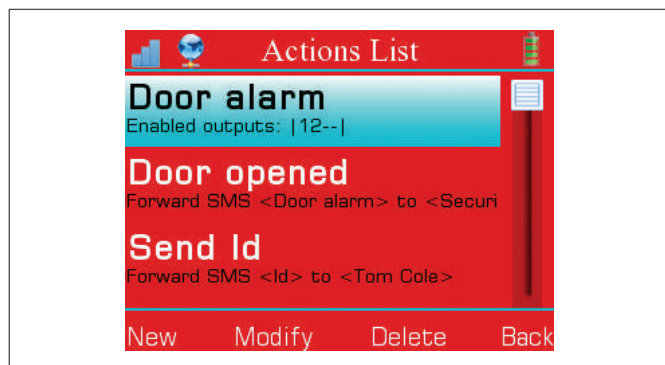 Actions List
Door alarm
Enabled outputs: |12--|
Door opened
Forward SMS <Door alarm> to <Securi
Send Id
Forward SMS <Id> to <Tom Cole>
New Modify Delete Back